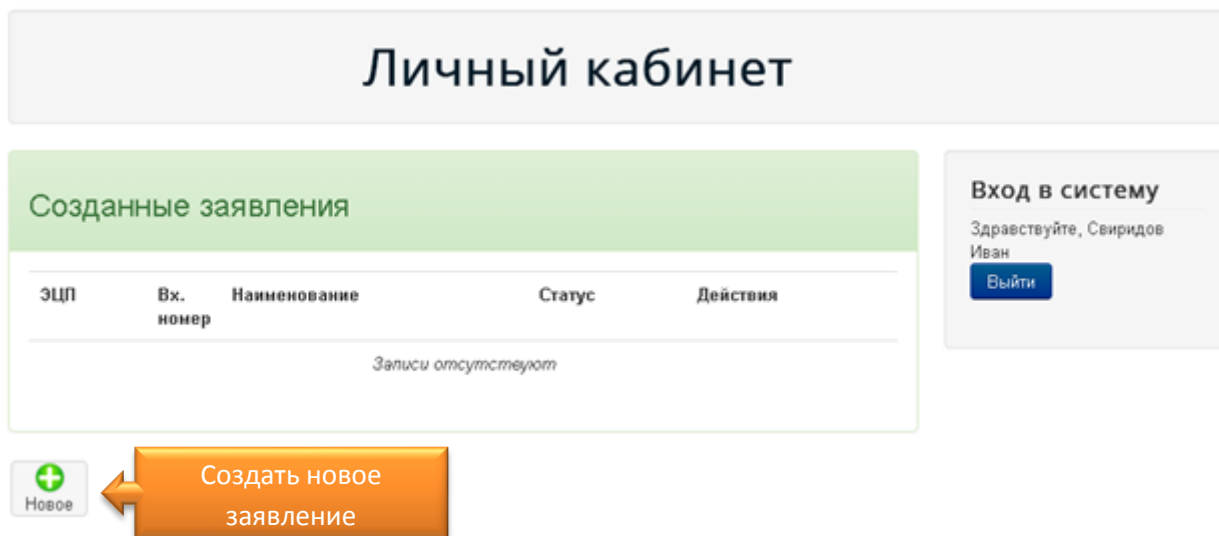 Личный кабинет
Созданные заявления
ЭЦП Вх. номер Наименование Статус Действия
Записи отсутствуют
Вход в систему
Здравствуйте, Свиридов
Иван
Выйти
Новое
Создать новое
заявление